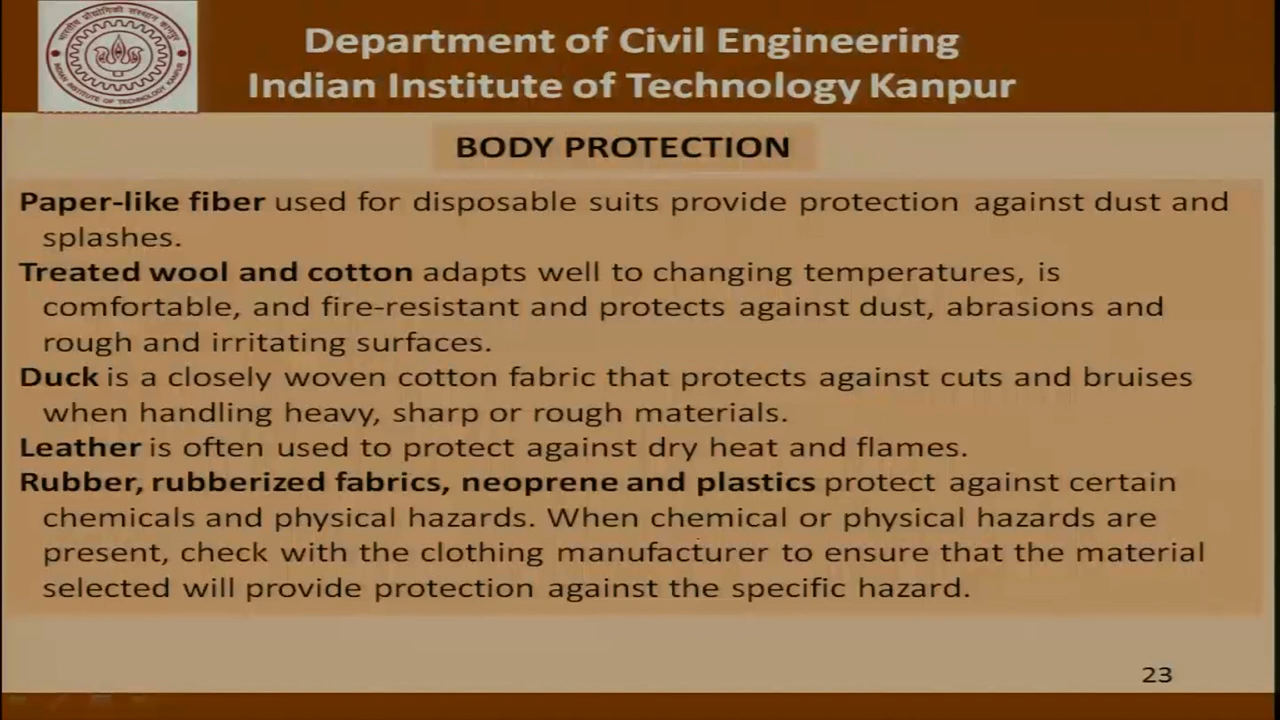 Department of Civil Engineering
Indian Institute of Technology Kanpur
BODY PROTECTION
Paper-like fiber used for disposable suits provide protection against dust and
splashes.
Treated wool and cotton adapts well to changing temperatures, is
comfortable, and fire-resistant and protects against dust, abrasions and
rough and irritating surfaces.
Duck is a closely woven cotton fabric that protects against cuts and bruises
when handling heavy, sharp or rough materials.
Leather is often used to protect against dry heat and flames.
Rubber, rubberized fabrics, neoprene and plastics protect against certain
chemicals and physical hazards. When chemical or physical hazards are
present, check with the clothing manufacturer to ensure that the material
selected will provide protection against the specific hazard.
23